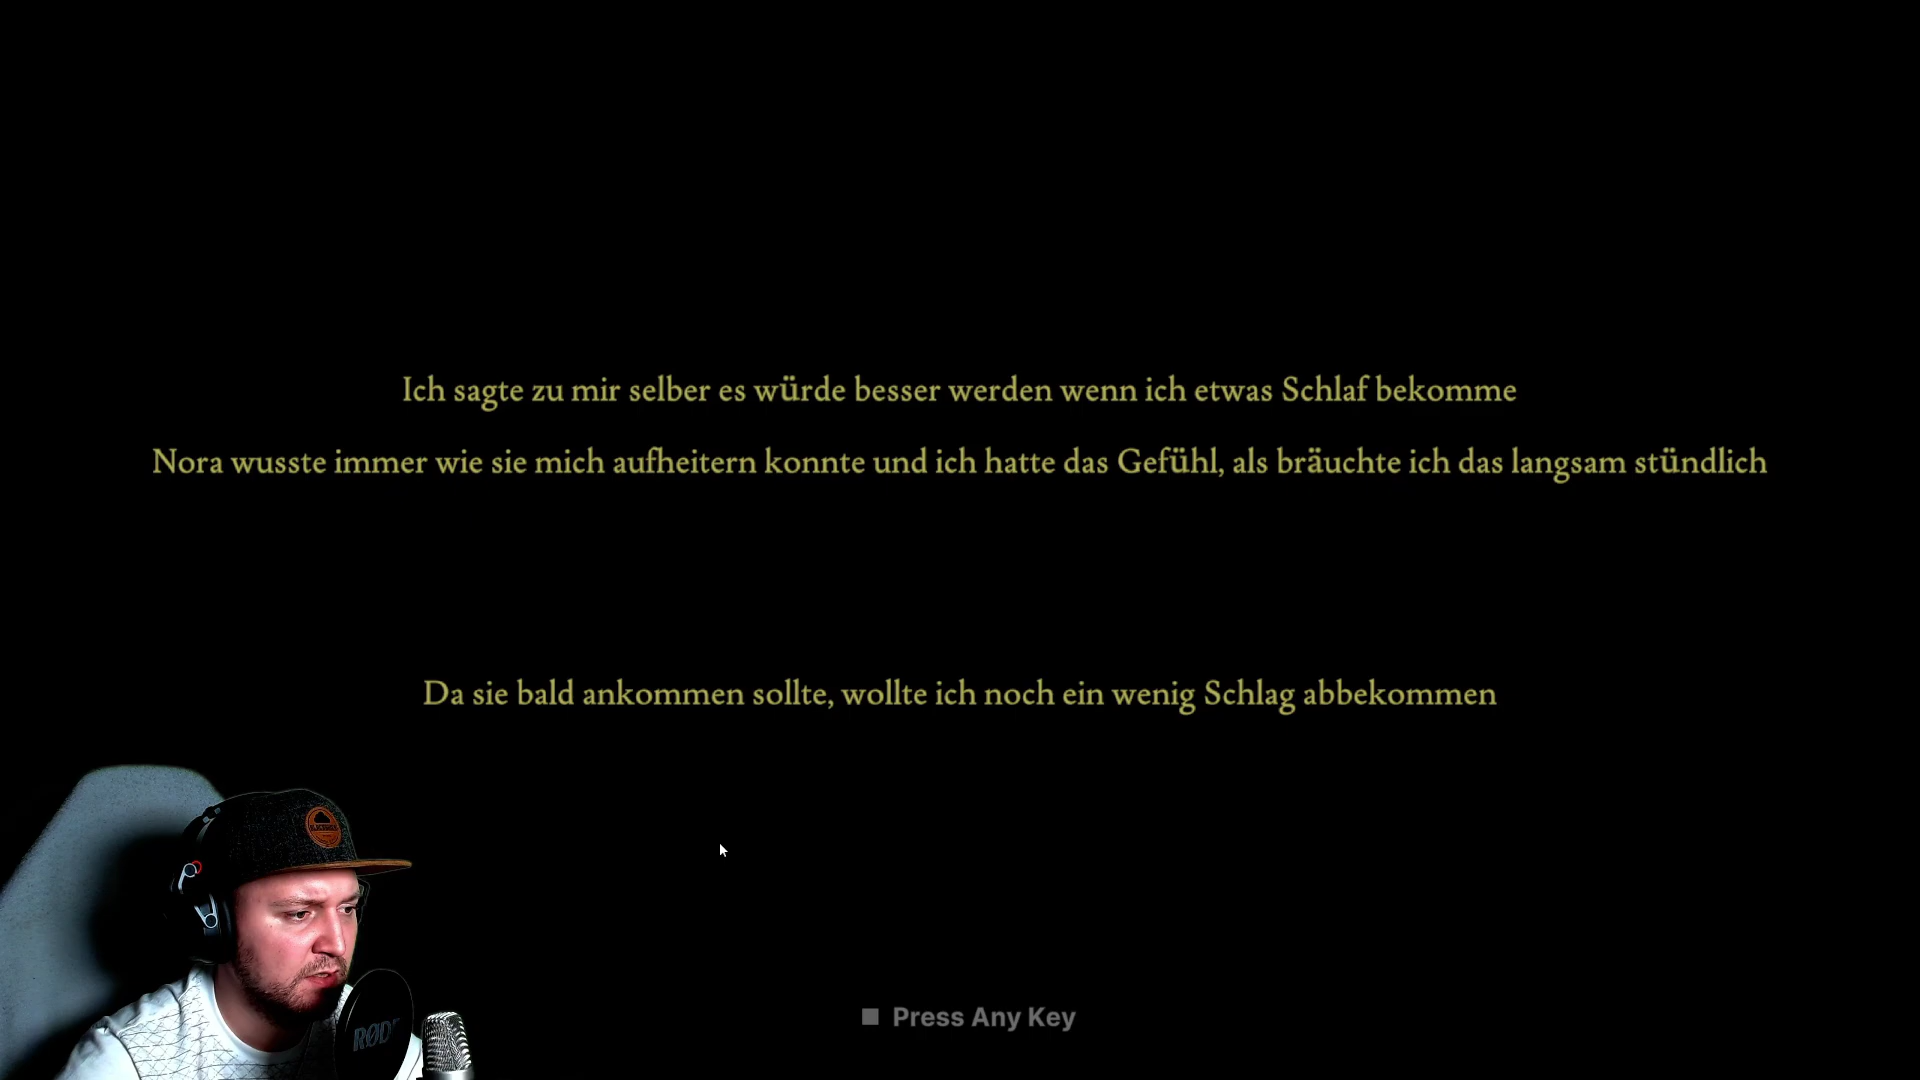 Ich sagte zu mir selber es würde besser werden wenn ich etwas Schlaf bekomme
Nora wusste immer wie sie mich aufheitern konnte und ich hatte das Gefühl, als bräuchte ich das langsam stündlich
Da sie bald ankommen sollte, wollte ich noch ein wenig Schlag abbekommen
RØDE
Press Any Key